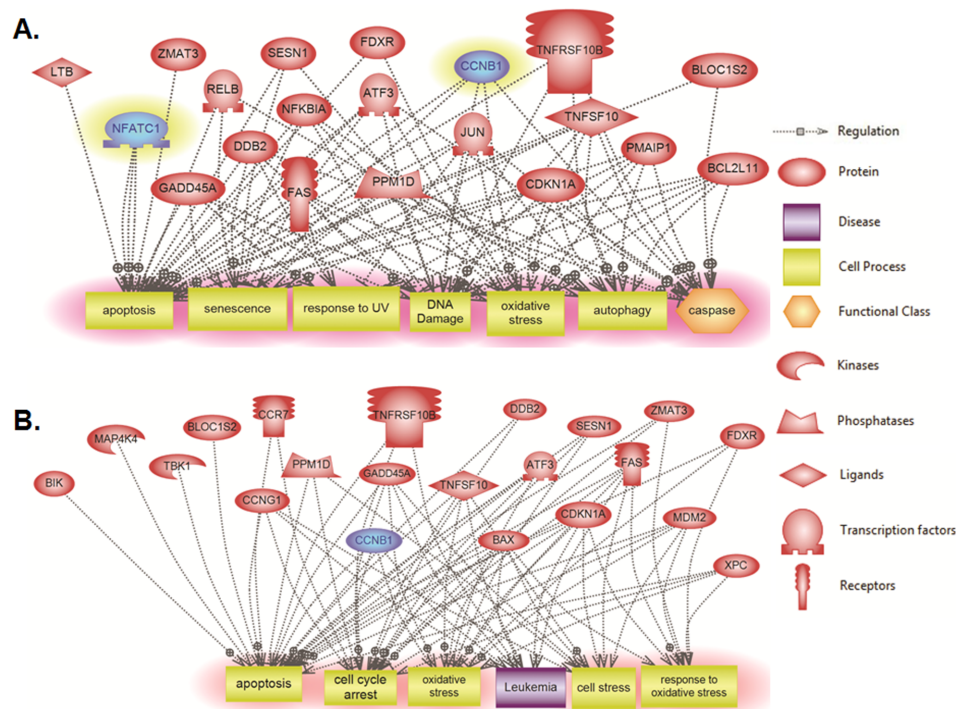 A.
LTB
ZMAT3
SESN1
FDXR
CCNB1
TNFRSF10B
BLOC1S2
NFATC1
RELB
NFKBIA
ATF3
JUN
TNFSF10
DDB2
PMAIP1
GADD45A
FAS
PPM1D
CDKN1A
BCL2L11
apoptosis
senescence
response to UV
DNA
Damage
oxidative
stress
autophagy
caspase
Regulation
Protein
Disease
Cell Process
Functional Class
Kinases
Phosphatases
Ligands
Transcription factors
Receptors
B.
BIK
MAP4K4
TBK1
BLOC1S2
CCR7
CCNG1
PPM1D
TNFRSF10B
GADD45A
CCNB1
TNFSF10
DDB2
BAX
ATF3
SESN1
CDKN1A
FAS
ZMAT3
MDM2
FDXR
XPC
apoptosis
cell cycle
arrest
oxidative
stress
Leukemia
cell stress
response to
oxidative stress